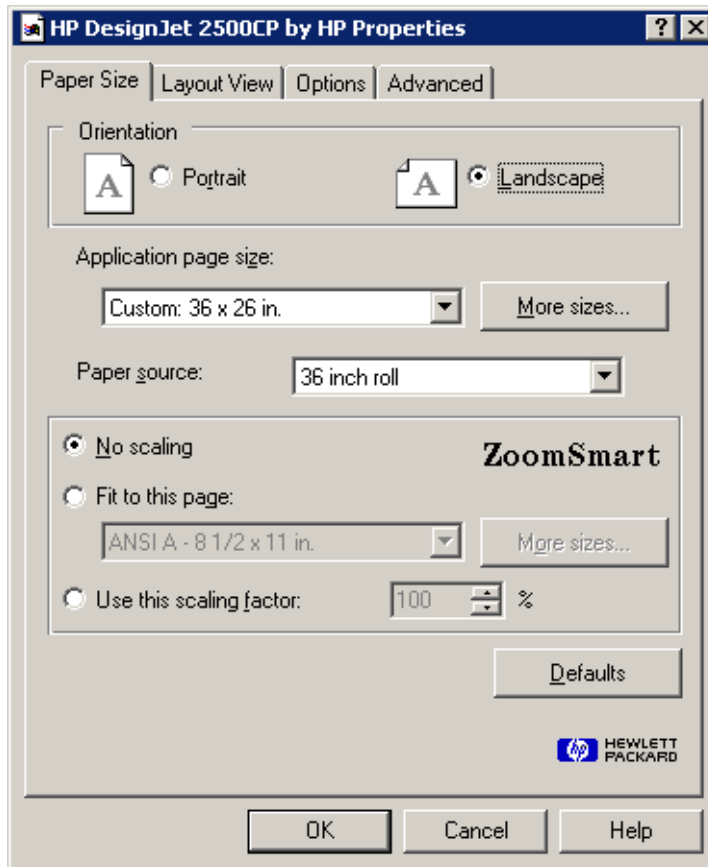 HP DesignJet 2500CP by HP Properties
Paper Size Layout View Options Advanced
Orientation
A Portrait A Landscape
Application page size:
Custom: 36 x 26 in. More sizes...
Paper source: 36 inch roll
No scaling ZoomSmart
Fit to this page:
ANSI A - 8 1/2 x 11 in. More sizes...
Use this scaling factor: 100 %
Defaults
hp HEWLETT
PACKARD
OK Cancel Help